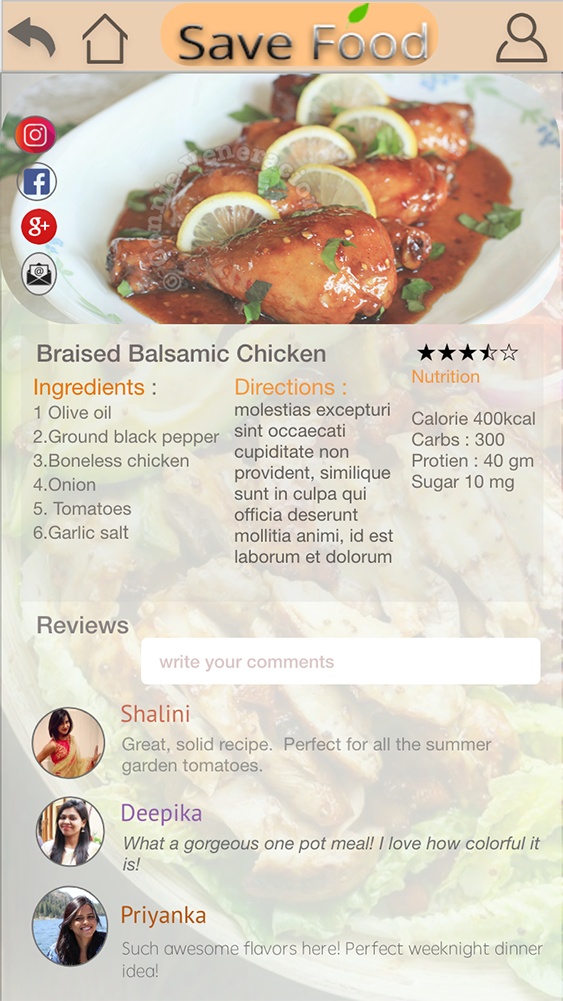 Save Food
g+
@
Braised Balsamic Chicken
Ingredients :
1 Olive oil
2.Ground black pepper
3.Boneless chicken
4.Onion
5. Tomatoes
6.Garlic salt
Directions :
molestias excepturi
sint occaecati
cupiditate non
provident, similique
sunt in culpa qui
officia deserunt
mollitia animi, id est
laborum et dolorum
Nutrition
Calorie 400kcal
Carbs : 300
Protien : 40 gm
Sugar 10 mg
Reviews
write your comments
Shalini
Great, solid recipe. Perfect for all the summer
garden tomatoes.
Deepika
What a gorgeous one pot meal! I love how colorful it
is!
Priyanka
Such awesome flavors here! Perfect weeknight dinner
idea!